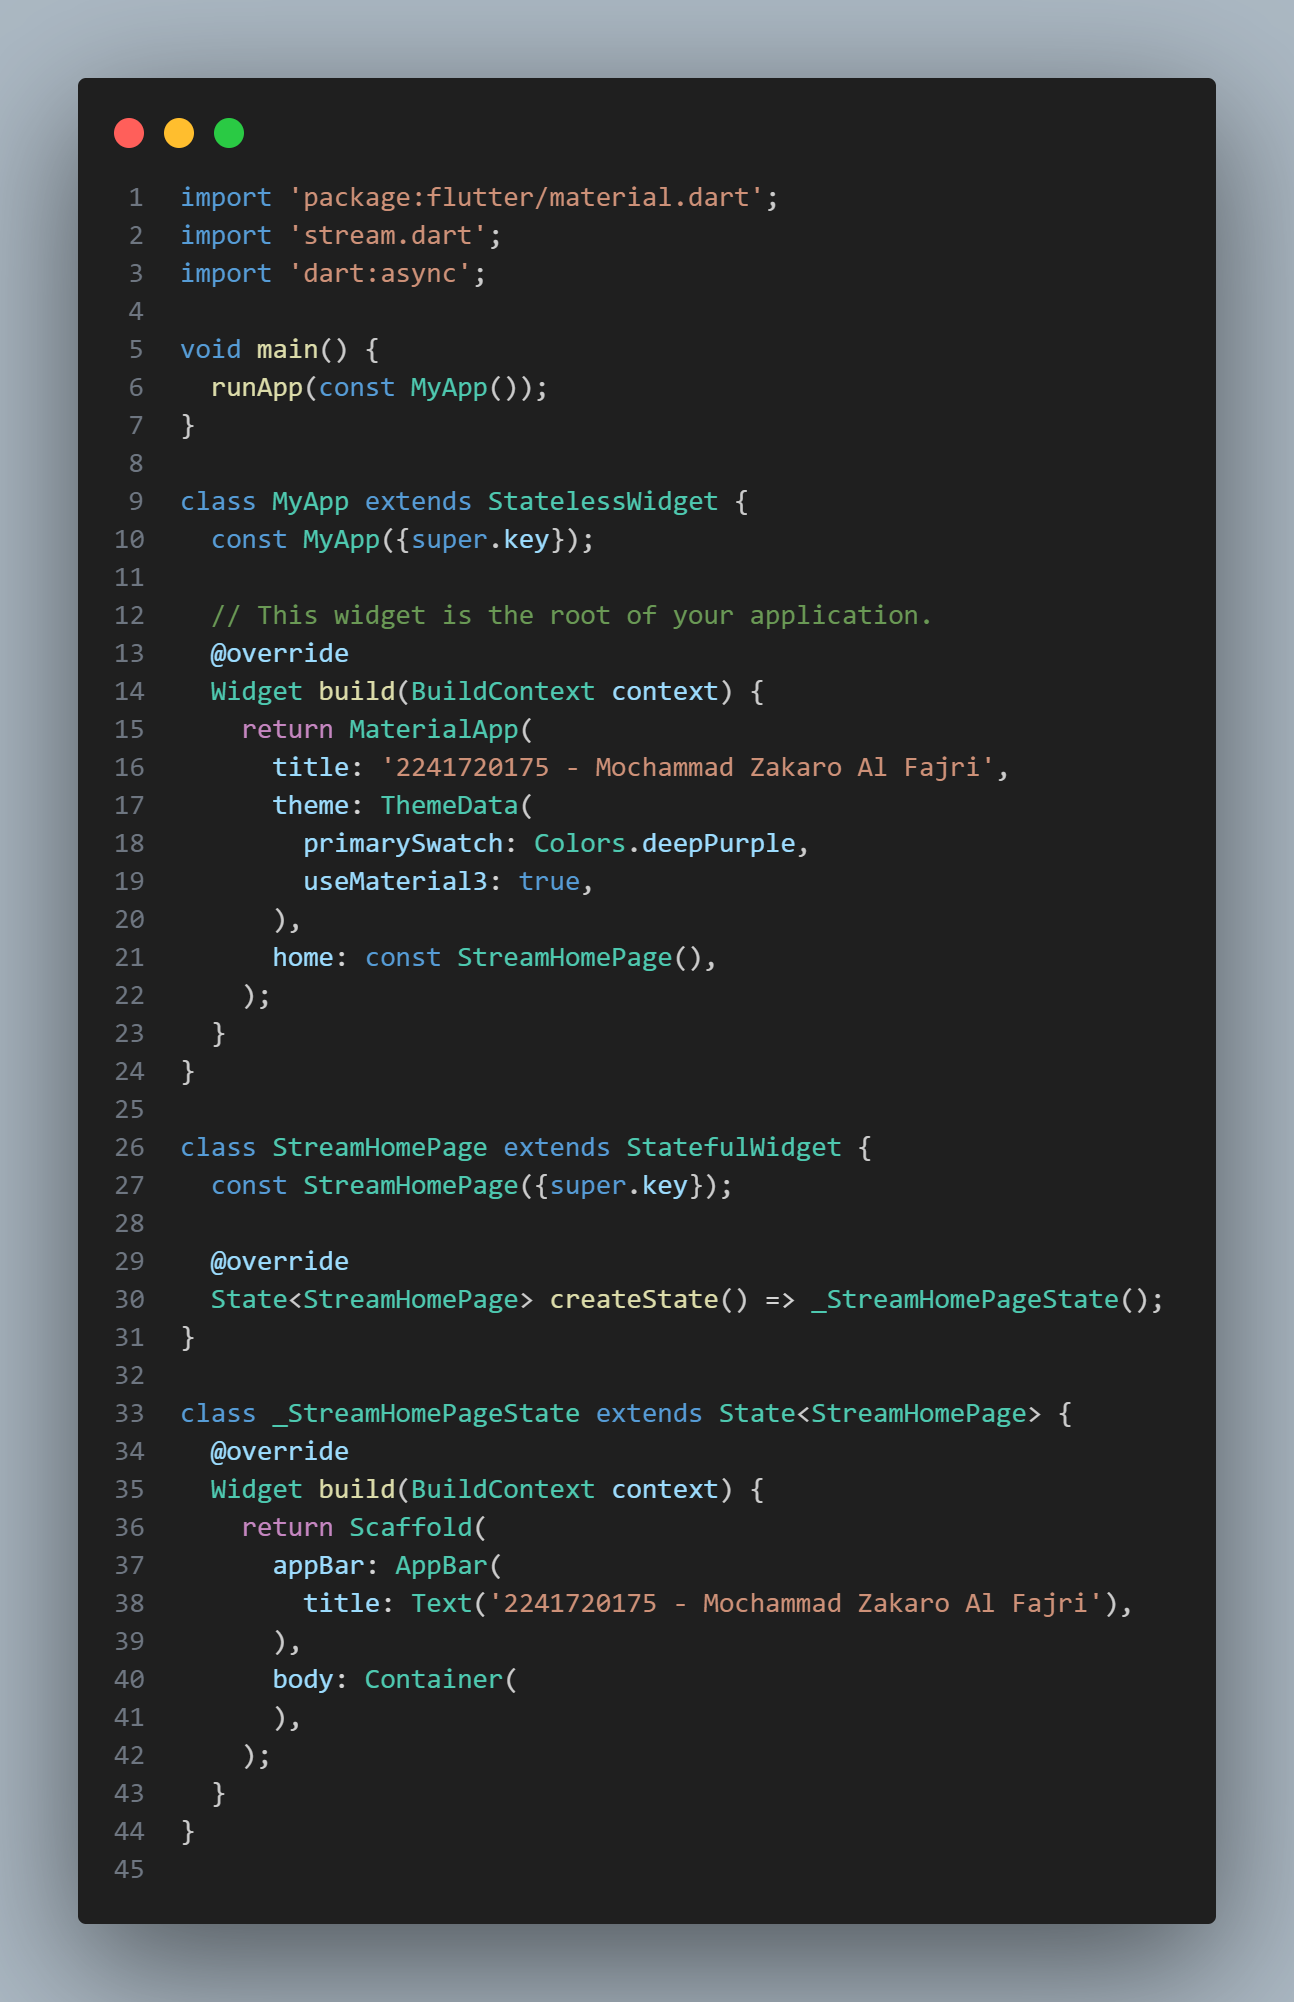 1 import 'package:flutter/material.dart';
2 import 'stream.dart';
3 import 'dart:async';
4
5 void main() {
6   runApp(const MyApp());
7 }
8
9 class MyApp extends StatelessWidget {
10   const MyApp({super.key});
11
12   // This widget is the root of your application.
13   @override
14   Widget build(BuildContext context) {
15     return MaterialApp(
16       title: '2241720175 - Mochammad Zakaro Al Fajri',
17       theme: ThemeData(
18         primarySwatch: Colors.deepPurple,
19         useMaterial3: true,
20       ),
21       home: const StreamHomePage(),
22     );
23   }
24 }
25
26 class StreamHomePage extends StatefulWidget {
27   const StreamHomePage({super.key});
28
29   @override
30   State<StreamHomePage> createState() => _StreamHomePageState();
31 }
32
33 class _StreamHomePageState extends State<StreamHomePage> {
34   @override
35   Widget build(BuildContext context) {
36     return Scaffold(
37       appBar: AppBar(
38         title: Text('2241720175 - Mochammad Zakaro Al Fajri'),
39       ),
40       body: Container(
41       ),
42     );
43   }
44 }
45